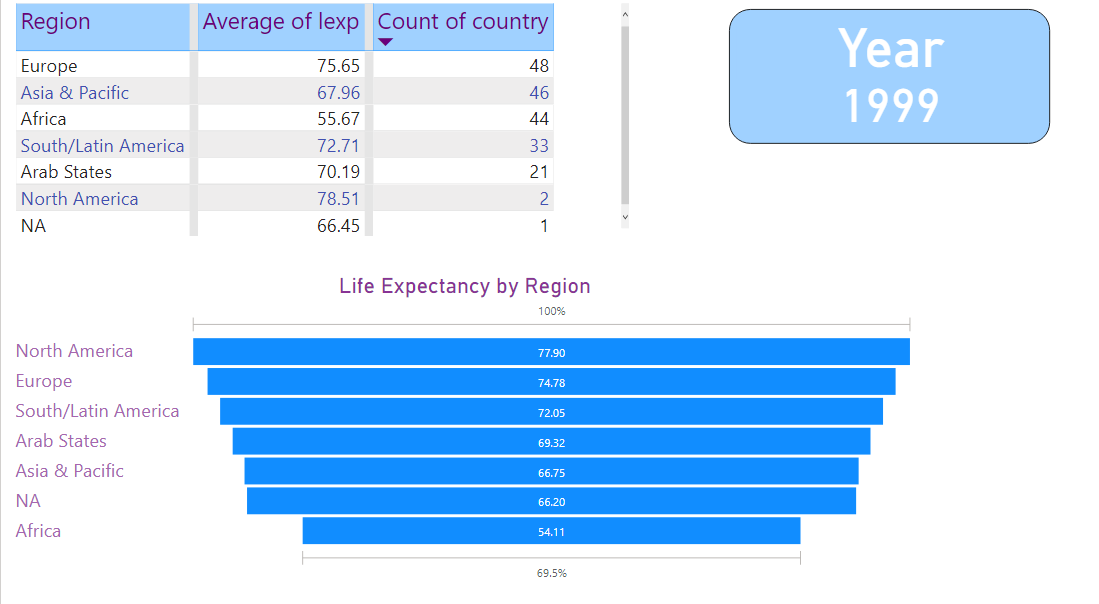 Region Average of lexp Count of country
Europe 75.65 48
Asia & Pacific 67.96 46
Africa 55.67 44
South/Latin America 72.71 33
Arab States 70.19 21
North America 78.51 2
NA 66.45 1
Year
1999
Life Expectancy by Region
100%
North America 77.90
Europe 74.78
South/Latin America 72.05
Arab States 69.32
Asia & Pacific 66.75
NA 66.20
Africa 54.11
69.5%